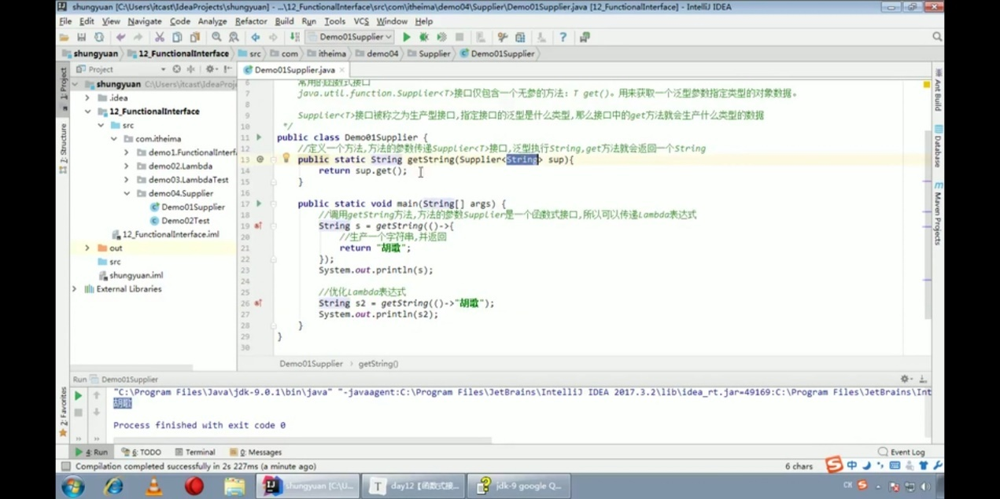 shungyuan [C:\Users\itcast\IdeaProjects\shungyuan] - ...\12_FunctionalInterface\src\com\itheima\demo04\Supplier\Demo01Supplier.java [12_FunctionalInterface] - IntelliJ IDEA
File Edit View Navigate Code Analyze Refactor Build Run Tools VCS Window Help
Demo01Supplier
shungyuan 12_FunctionalInterface src com itheima demo04 Supplier Demo01Supplier
Project
Demo01Supplier.java
1: Project
2: Structure
2: Favorites
shungyuan C:\Users\itcast\IdeaProj
.idea
12_FunctionalInterface
src
com.itheima
demo1.FunctionalInterf
demo02.Lambda
demo03.LambdaTest
demo04.Supplier
Demo01Supplier
Demo02Test
12_FunctionalInterface.iml
out
src
shungyuan.iml
External Libraries
6 常用的函数式接口
7 java.util.function.Supplier<T>接口仅包含一个无参的方法：T get()。用来获取一个泛型参数指定类型的对象数据。
8
9 Supplier<T>接口被称之为生产型接口,指定接口的泛型是什么类型,那么接口中的get方法就会生产什么类型的数据
10 */
11 public class Demo01Supplier {
12 //定义一个方法,方法的参数传递Supplier<T>接口,泛型执行String,get方法就会返回一个String
13 public static String getString(Supplier<String> sup){
14 return sup.get();
15 }
16
17 public static void main(String[] args) {
18 //调用getString方法,方法的参数Supplier是一个函数式接口,所以可以传递Lambda表达式
19 String s = getString(()->{
20 //生产一个字符串,并返回
21 return "胡歌";
22 });
23 System.out.println(s);
24
25 //优化Lambda表达式
26 String s2 = getString(()->"胡歌");
27 System.out.println(s2);
28 }
29 }
30
Demo01Supplier getString()
Ant Build
Database
Maven Projects
Run Demo01Supplier
"C:\Program Files\Java\jdk-9.0.1\bin\java" "-javaagent:C:\Program Files\JetBrains\IntelliJ IDEA 2017.3.2\lib\idea_rt.jar=49169:C:\Program Files\JetBrains\Int
胡歌
Process finished with exit code 0
4: Run 6: TODO Terminal 0: Messages Event Log
Compilation completed successfully in 2s 227ms (a minute ago) 6 chars
中
shungyuan [C:\U... day12【函数式接... jdk-9 google Q...
CH